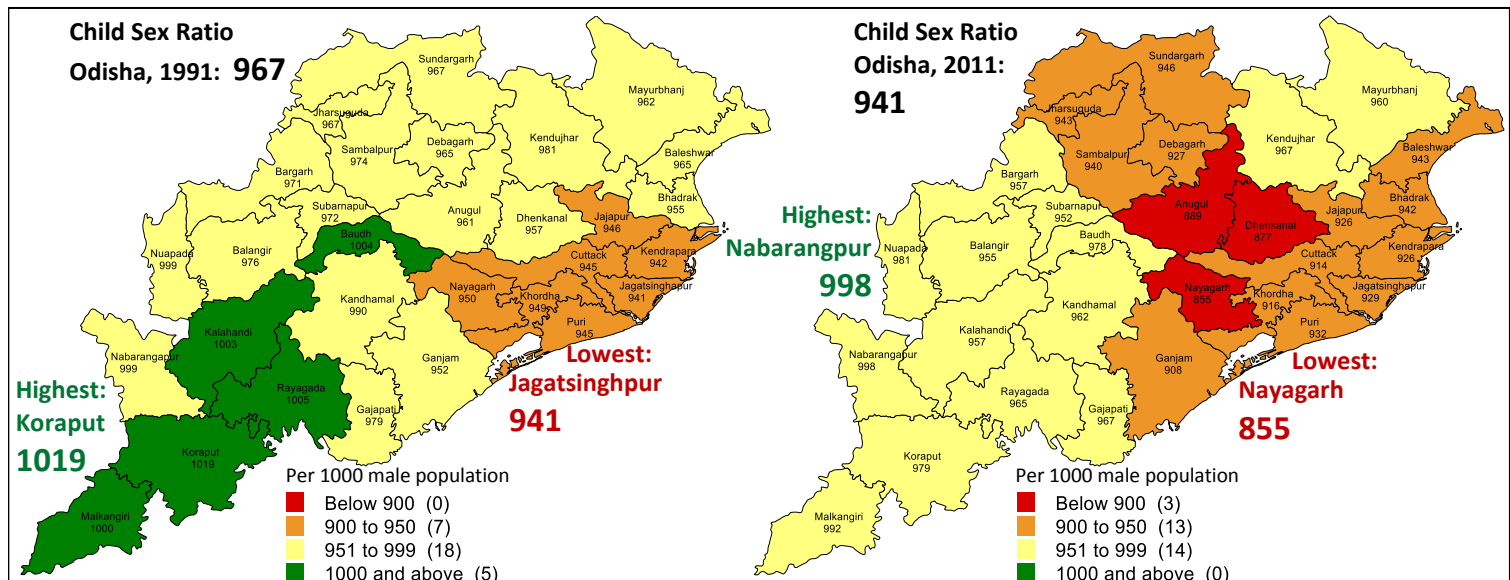 Child Sex Ratio
Odisha, 1991: 967
Sundargarh
967
Mayurbhanj
962
Jharsuguda
967
Kendujhar
981
Debagarh
965
Sambalpur
974
Baleshwar
965
Bargarh
971
Bhadrak
955
Subarnapur
972
Anugul
961
Dhenkanal
957
Jajapur
946
Baudh
1004
Nuapada
999
Balangir
976
Kendrapara
942
Cuttack
945
Jagatsinghapur
941
Nayagarh
950
Khordha
949
Kandhamal
990
Puri
945
Kalahandi
1003
Nabarangapur
999
Ganjam
952
Rayagada
1005
Gajapati
979
Koraput
1019
Malkangiri
1000
Highest:
Koraput
1019
Lowest:
Jagatsinghpur
941
Per 1000 male population
Below 900 (0)
900 to 950 (7)
951 to 999 (18)
1000 and above (5)
Child Sex Ratio
Odisha, 2011:
941
Sundargarh
946
Mayurbhanj
960
Jharsuguda
943
Kendujhar
967
Debagarh
927
Sambalpur
940
Baleshwar
943
Bargarh
957
Bhadrak
942
Subarnapur
952
Anugul
889
Dhenkanal
877
Jajapur
926
Baudh
978
Nuapada
981
Balangir
955
Kendrapara
926
Cuttack
914
Jagatsinghapur
929
Nayagarh
855
Khordha
916
Kandhamal
962
Puri
932
Kalahandi
957
Nabarangapur
998
Ganjam
908
Rayagada
965
Gajapati
967
Koraput
979
Malkangiri
992
Highest:
Nabarangpur
998
Lowest:
Nayagarh
855
Per 1000 male population
Below 900 (3)
900 to 950 (13)
951 to 999 (14)
1000 and above (0)